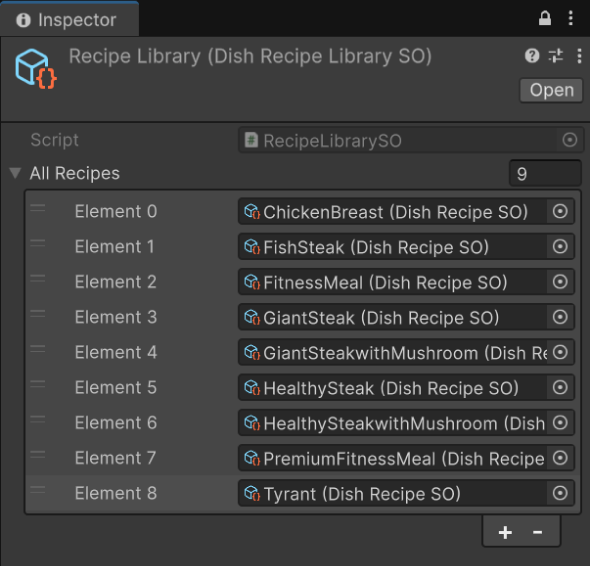 Inspector
Recipe Library (Dish Recipe Library SO)
Open
Script
RecipeLibrarySO
All Recipes
9
Element 0 ChickenBreast (Dish Recipe SO)
Element 1 FishSteak (Dish Recipe SO)
Element 2 FitnessMeal (Dish Recipe SO)
Element 3 GiantSteak (Dish Recipe SO)
Element 4 GiantSteakwithMushroom (Dish Re
Element 5 HealthySteak (Dish Recipe SO)
Element 6 HealthySteakwithMushroom (Dish
Element 7 PremiumFitnessMeal (Dish Recipe
Element 8 Tyrant (Dish Recipe SO)
+ -